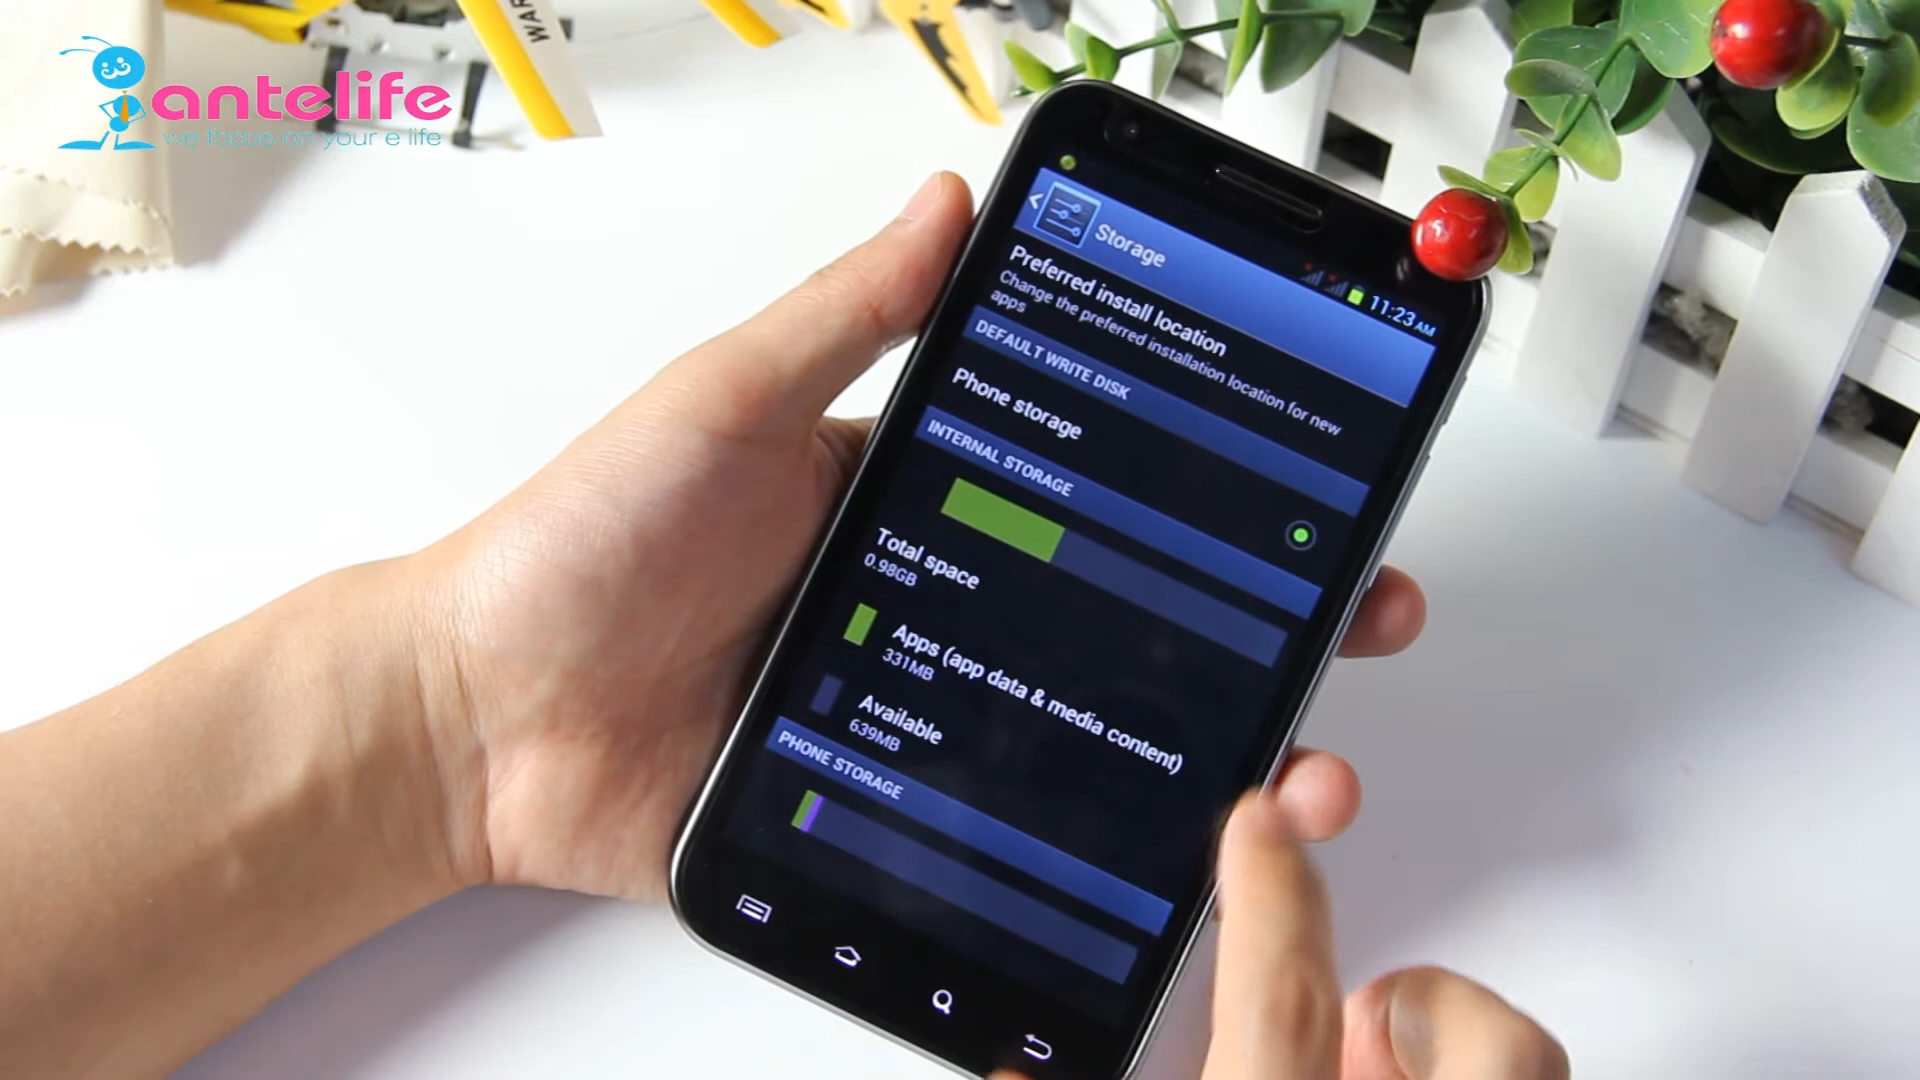 WAR
antelife
we focus on your e life
Storage
11:23 AM
Preferred install location
Change the preferred installation location for new
apps
DEFAULT WRITE DISK
Phone storage
INTERNAL STORAGE
Total space
0.98GB
Apps (app data & media content)
331MB
Available
639MB
PHONE STORAGE